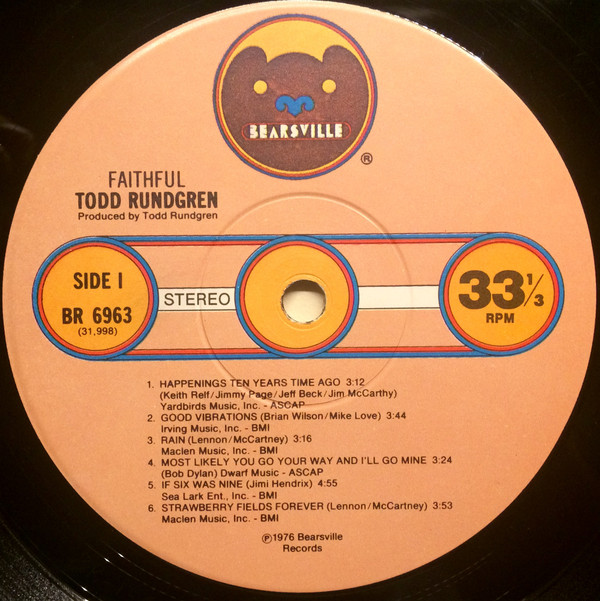 BEARSVILLE
®
FAITHFUL
TODD RUNDGREN
Produced by Todd Rundgren
SIDE I
BR 6963
(31,998)
STEREO
33 1/3
RPM
1. HAPPENINGS TEN YEARS TIME AGO 3:12
(Keith Relf/Jimmy Page/Jeff Beck/Jim McCarthy)
Yardbirds Music, Inc. - ASCAP
2. GOOD VIBRATIONS (Brian Wilson/Mike Love) 3:44
Irving Music, Inc. - BMI
3. RAIN (Lennon/McCartney) 3:16
Maclen Music, Inc. - BMI
4. MOST LIKELY YOU GO YOUR WAY AND I'LL GO MINE 3:24
(Bob Dylan) Dwarf Music - ASCAP
5. IF SIX WAS NINE (Jimi Hendrix) 4:55
Sea Lark Ent., Inc. - BMI
6. STRAWBERRY FIELDS FOREVER (Lennon/McCartney) 3:53
Maclen Music, Inc. - BMI
℗1976 Bearsville
Records